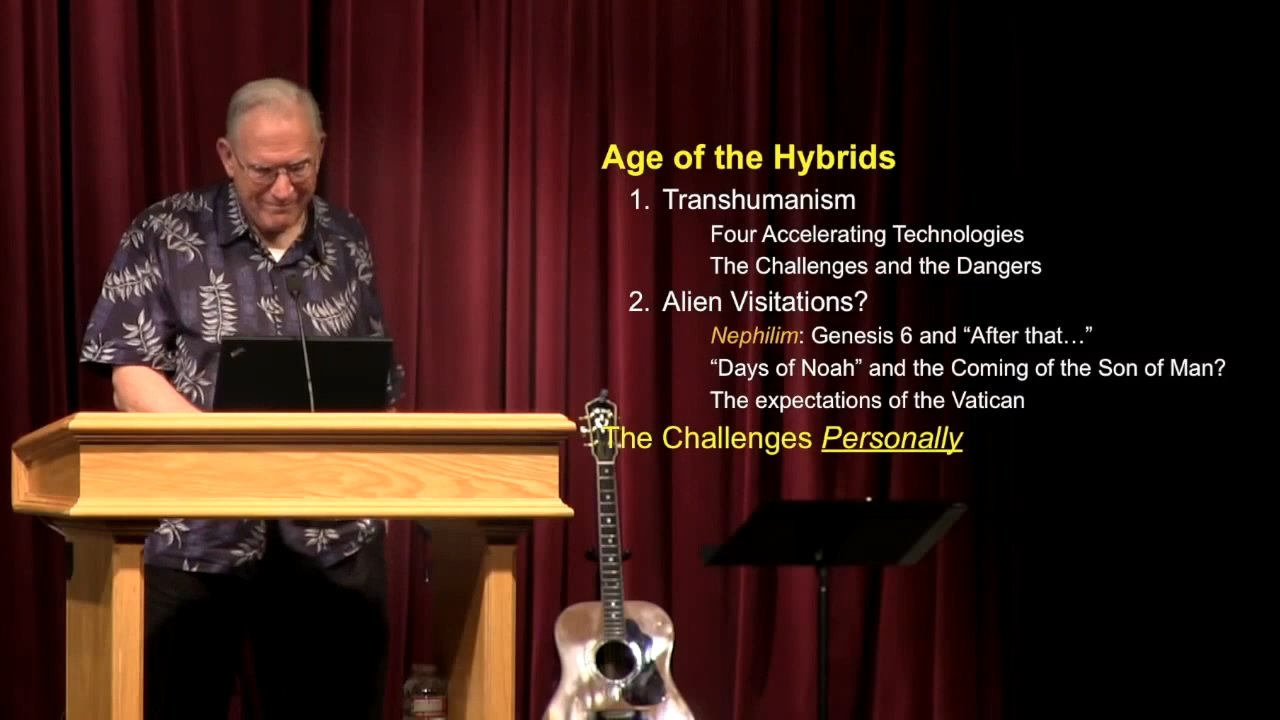 Age of the Hybrids
1. Transhumanism
Four Accelerating Technologies
The Challenges and the Dangers
2. Alien Visitations?
Nephilim: Genesis 6 and “After that…”
“Days of Noah” and the Coming of the Son of Man?
The expectations of the Vatican
The Challenges Personally